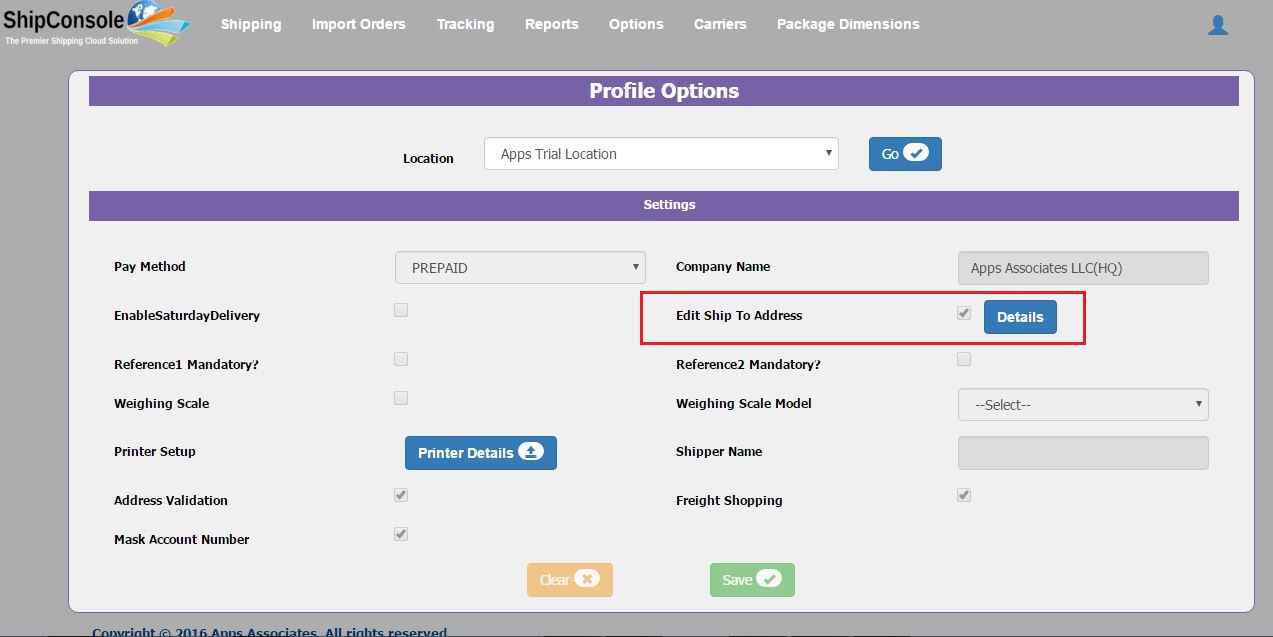 ShipConsole
The Premier Shipping Cloud Solution
Shipping Import Orders Tracking Reports Options Carriers Package Dimensions
Profile Options
Location Apps Trial Location Go
Settings
Pay Method PREPAID Company Name Apps Associates LLC(HQ)
EnableSaturdayDelivery Edit Ship To Address Details
Reference1 Mandatory? Reference2 Mandatory?
Weighing Scale Weighing Scale Model --Select--
Printer Setup Printer Details Shipper Name
Address Validation Freight Shopping
Mask Account Number
Clear Save
Copyright © 2016 Apps Associates. All rights reserved